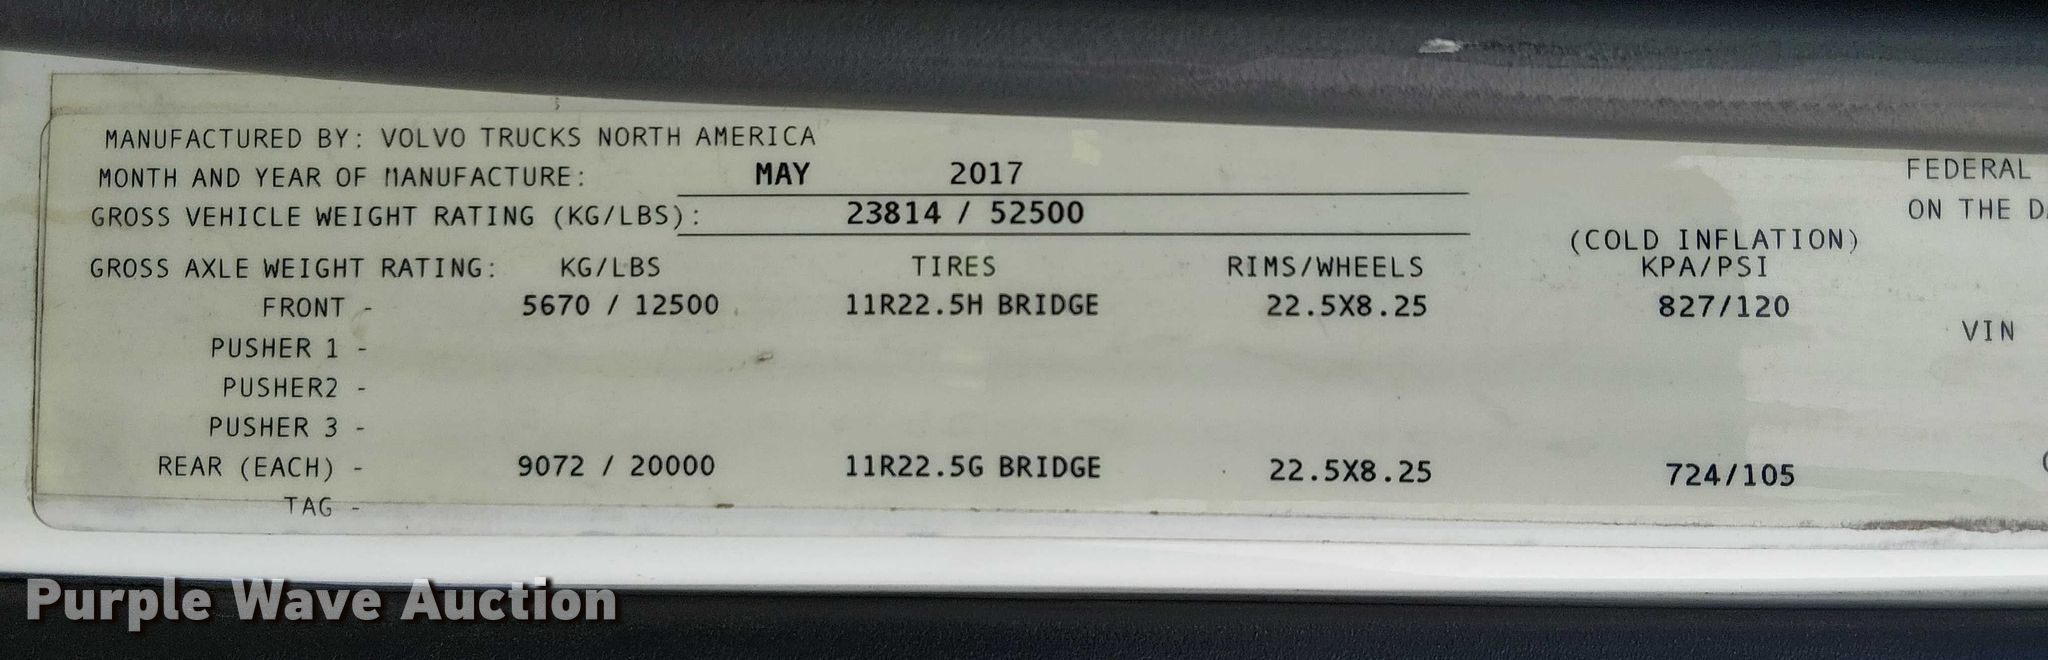 MANUFACTURED BY: VOLVO TRUCKS NORTH AMERICA
MONTH AND YEAR OF MANUFACTURE: MAY 2017
GROSS VEHICLE WEIGHT RATING (KG/LBS): 23814 / 52500
(COLD INFLATION)
GROSS AXLE WEIGHT RATING: KG/LBS TIRES RIMS/WHEELS KPA/PSI
FRONT - 5670 / 12500 11R22.5H BRIDGE 22.5X8.25 827/120
PUSHER 1 -
PUSHER2 -
PUSHER 3 -
REAR (EACH) - 9072 / 20000 11R22.5G BRIDGE 22.5X8.25 724/105
TAG -
FEDERAL
ON THE
VIN
Purple Wave Auction